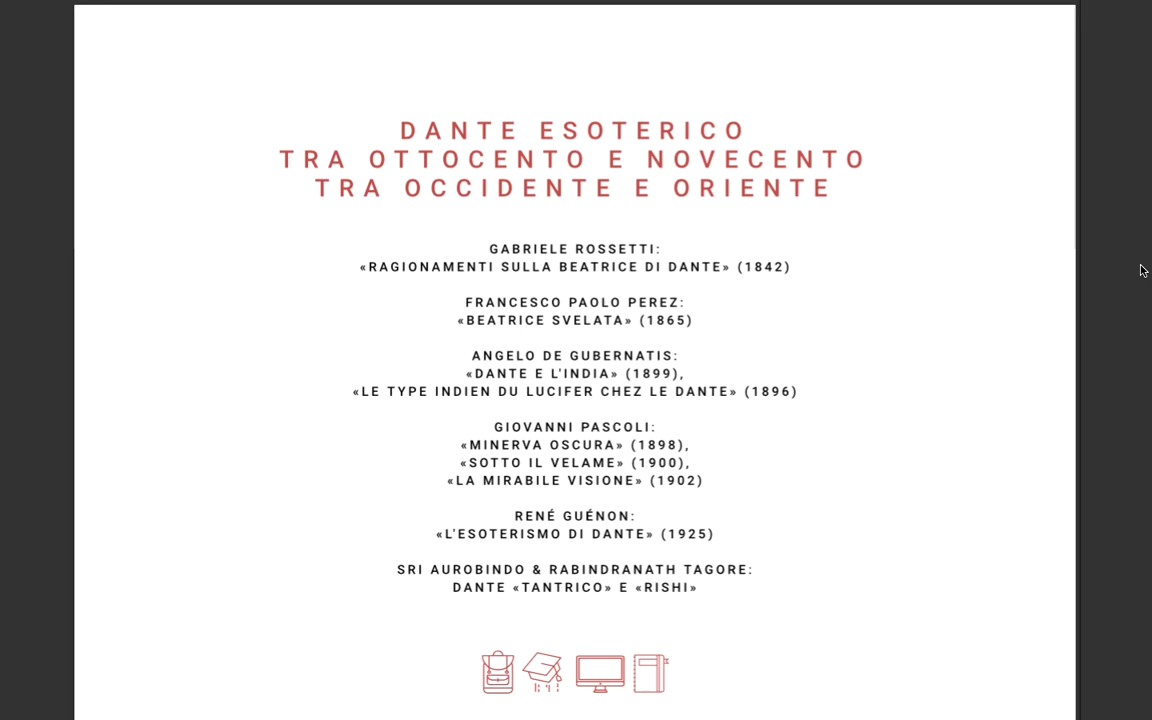 DANTE ESOTERICO
TRA OTTOCENTO E NOVECENTO
TRA OCCIDENTE E ORIENTE
GABRIELE ROSSETTI:
«RAGIONAMENTI SULLA BEATRICE DI DANTE» (1842)
FRANCESCO PAOLO PEREZ:
«BEATRICE SVELATA» (1865)
ANGELO DE GUBERNATIS:
«DANTE E L'INDIA» (1899),
«LE TYPE INDIEN DU LUCIFER CHEZ LE DANTE» (1896)
GIOVANNI PASCOLI:
«MINERVA OSCURA» (1898),
«SOTTO IL VELAME» (1900),
«LA MIRABILE VISIONE» (1902)
RENÉ GUÉNON:
«L'ESOTERISMO DI DANTE» (1925)
SRI AUROBINDO & RABINDRANATH TAGORE:
DANTE «TANTRICO» E «RISHI»